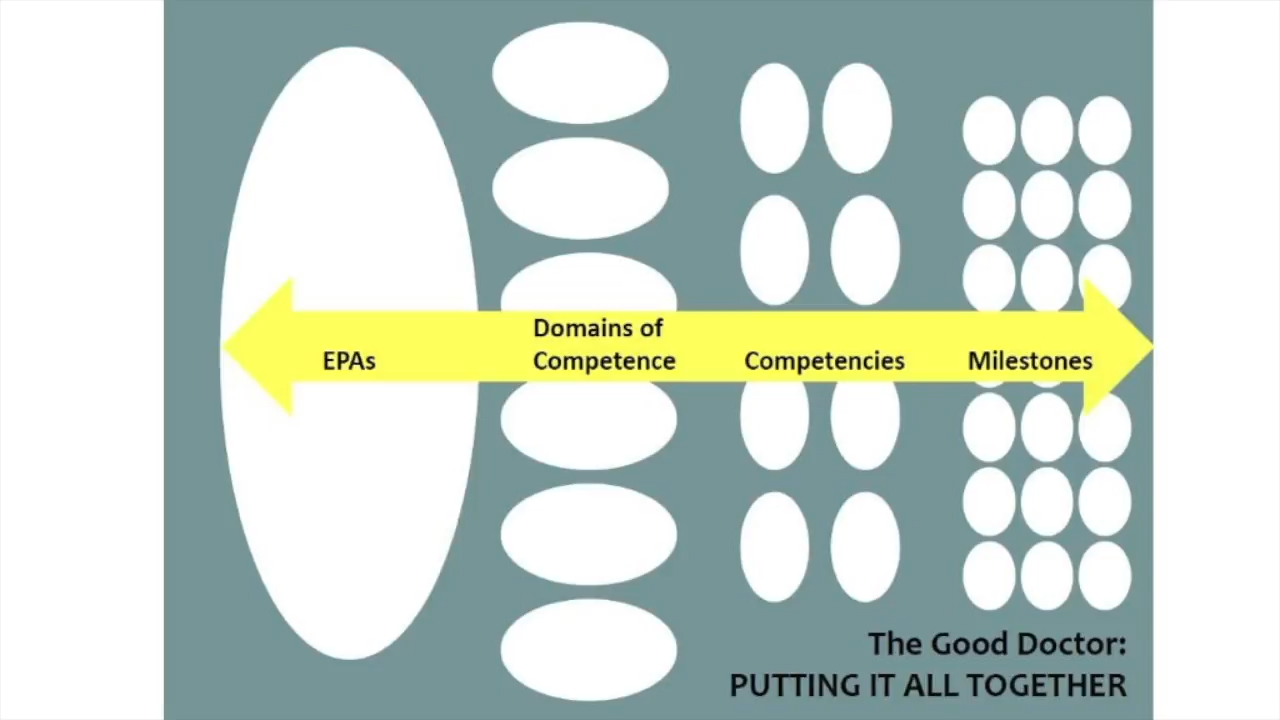 EPAs
Domains of
Competence
Competencies
Milestones
The Good Doctor:
PUTTING IT ALL TOGETHER